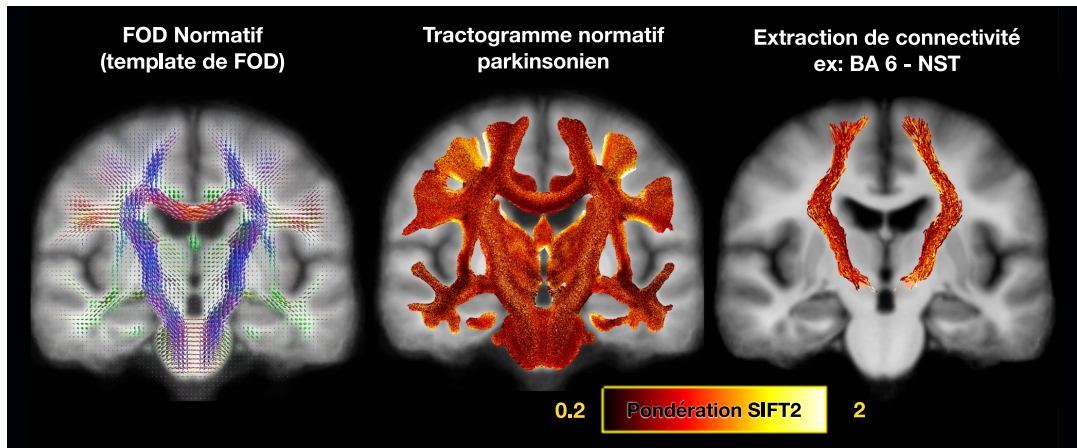 FOD Normatif
(template de FOD)
Tractogramme normatif
parkinsonien
Extraction de connectivité
ex: BA 6 - NST
0.2 Pondération SIFT2 2